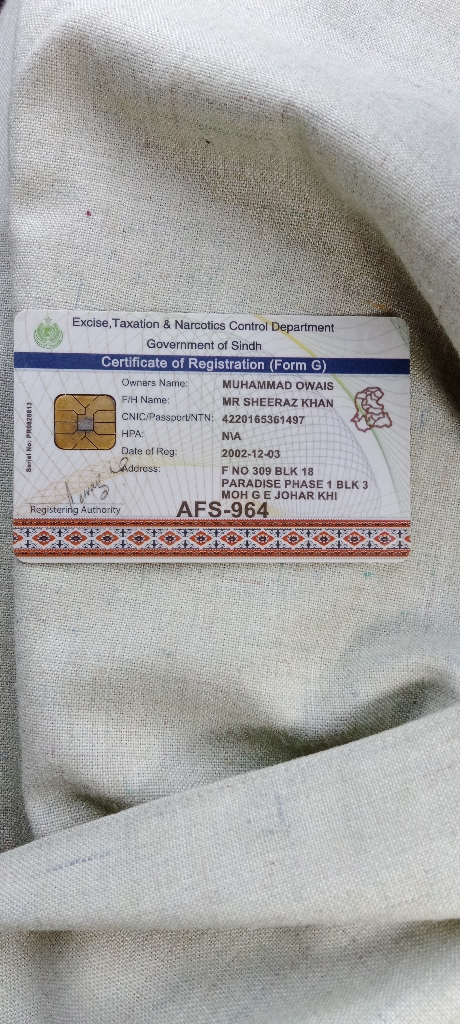 Excise,Taxation & Narcotics Control Department
Government of Sindh
Certificate of Registration (Form G)
Owners Name: MUHAMMAD OWAIS
F/H Name: MR SHEERAZ KHAN
CNIC/Passport/NTN: 4220165361497
HPA: N\A
Date of Reg: 2002-12-03
Address: F NO 309 BLK 18
PARADISE PHASE 1 BLK 3
MOH G E JOHAR KHI
Registering Authority
AFS-964
Serial No: